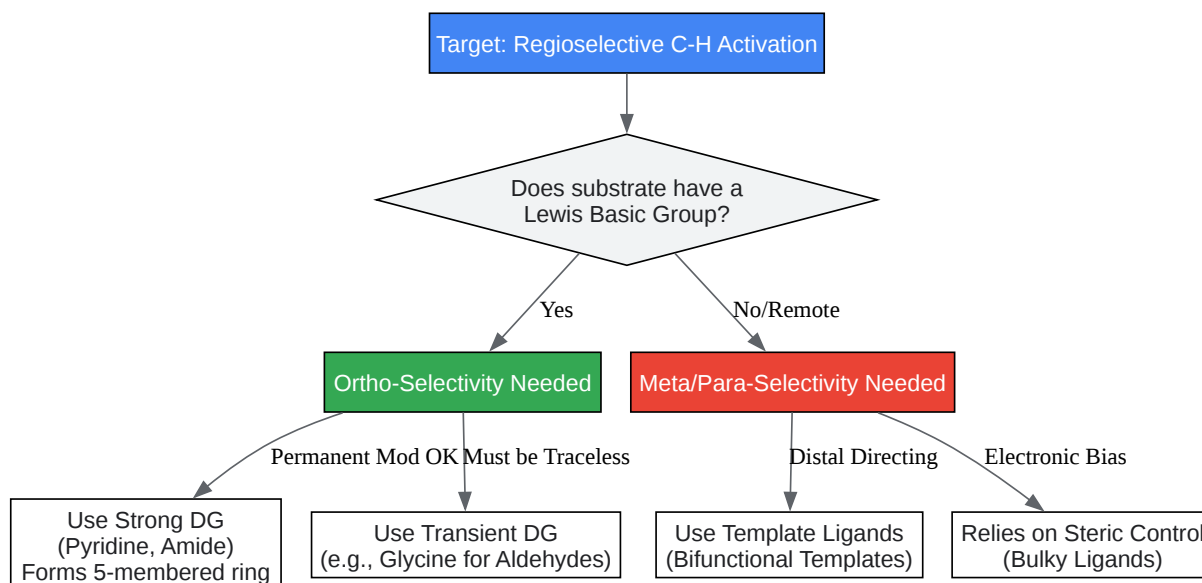 Target: Regioselective C-H Activation
Does substrate have a
Lewis Basic Group?
Yes
No/Remote
Ortho-Selectivity Needed
Meta/Para-Selectivity Needed
Permanent Mod OK
Must be Traceless
Distal Directing
Electronic Bias
Use Strong DG
(Pyridine, Amide)
Forms 5-membered ring
Use Transient DG
(e.g., Glycine for Aldehydes)
Use Template Ligands
(Bifunctional Templates)
Relies on Steric Control
(Bulky Ligands)